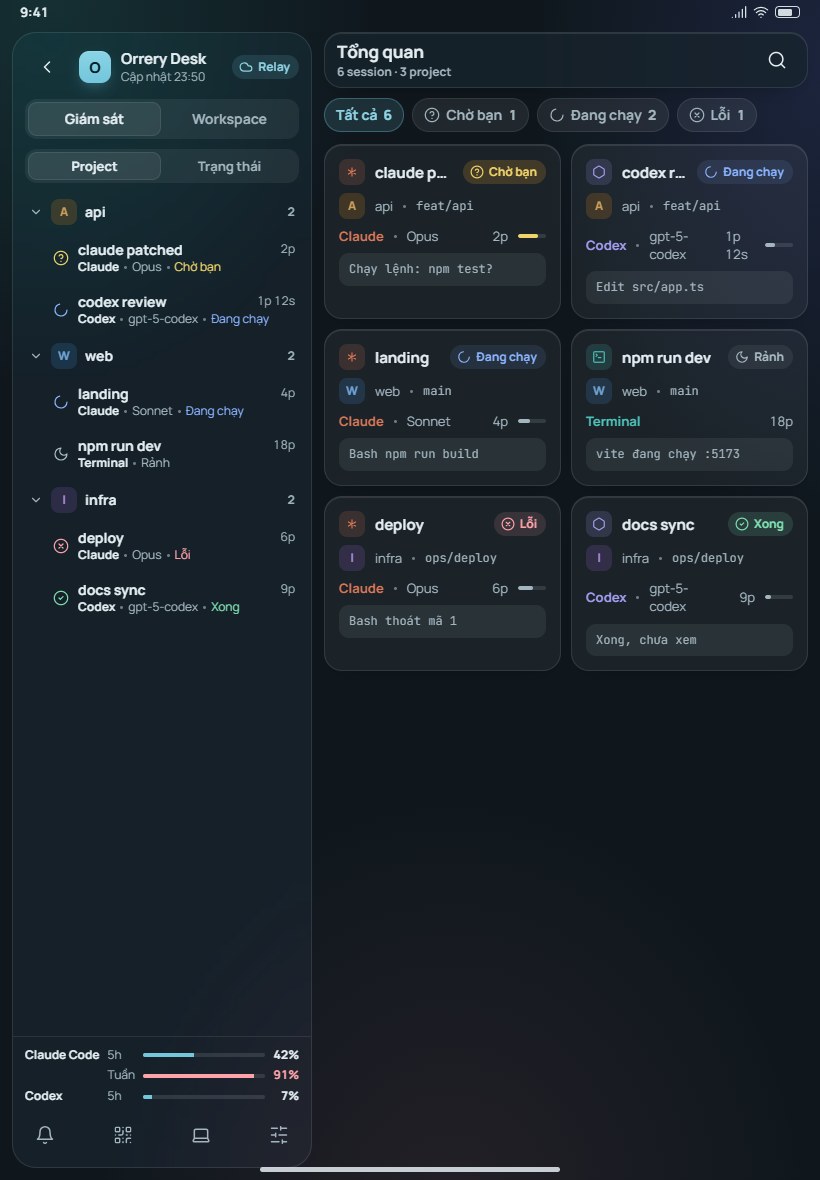 9:41
O
Orrery Desk
Cập nhật 23:50
Relay
Giám sát
Workspace
Project
Trạng thái
A api 2
claude patched 2p
Claude • Opus • Chờ bạn
codex review 1p 12s
Codex • gpt-5-codex • Đang chạy
W web 2
landing 4p
Claude • Sonnet • Đang chạy
npm run dev 18p
Terminal • Rảnh
I infra 2
deploy 6p
Claude • Opus • Lỗi
docs sync 9p
Codex • gpt-5-codex • Xong
Claude Code 5h 42%
Tuần 91%
Codex 5h 7%
Tổng quan
6 session · 3 project
Tất cả 6
Chờ bạn 1
Đang chạy 2
Lỗi 1
claude p... Chờ bạn
A api • feat/api
Claude • Opus 2p
Chạy lệnh: npm test?
codex r... Đang chạy
A api • feat/api
Codex • gpt-5-codex 1p 12s
Edit src/app.ts
landing Đang chạy
W web • main
Claude • Sonnet 4p
Bash npm run build
npm run dev Rảnh
W web • main
Terminal 18p
vite đang chạy :5173
deploy Lỗi
I infra • ops/deploy
Claude • Opus 6p
Bash thoát mã 1
docs sync Xong
I infra • ops/deploy
Codex • gpt-5-codex 9p
Xong, chưa xem